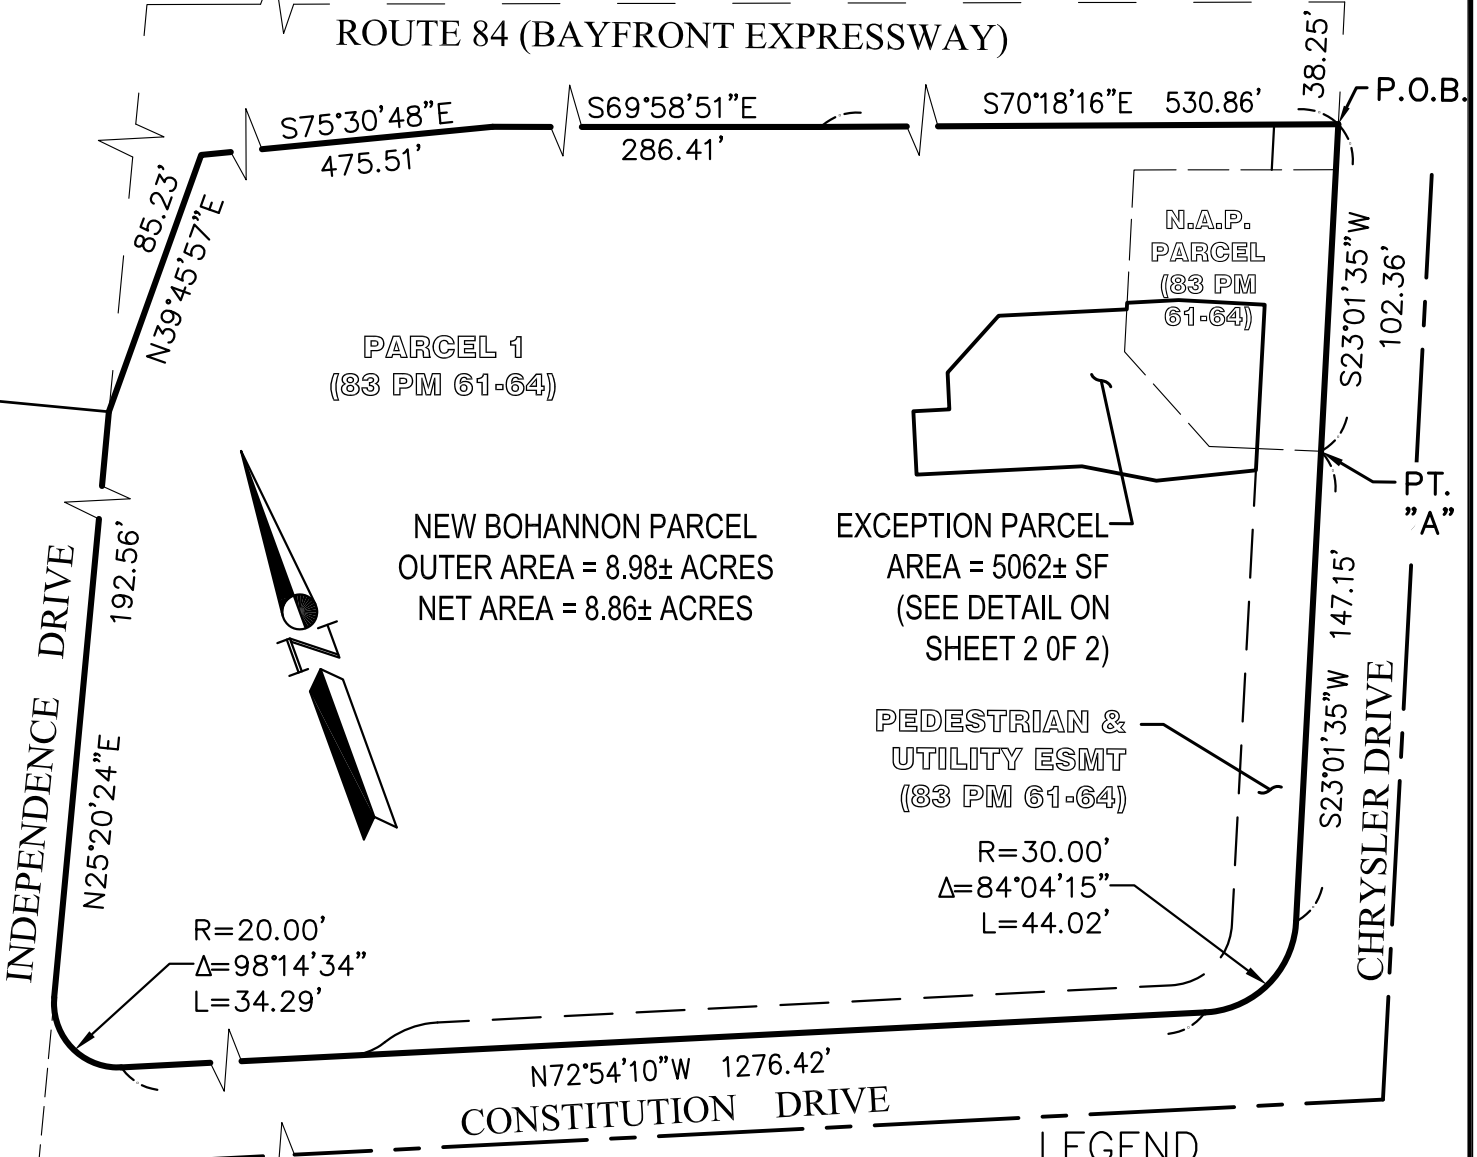 ROUTE 84 (BAYFRONT EXPRESSWAY)
38.25'
P.O.B.
S75°30'48"E
475.51'
S69°58'51"E
286.41'
S70°18'16"E 530.86'
85.23'
N39°45'57"E
N.A.P.
PARCEL
(83 PM
61-64)
S23°01'35"W
102.36'
PARCEL 1
(83 PM 61-64)
PT.
"A"
NEW BOHANNON PARCEL
OUTER AREA = 8.98± ACRES
NET AREA = 8.86± ACRES
EXCEPTION PARCEL
AREA = 5062± SF
(SEE DETAIL ON
SHEET 2 0F 2)
192.56'
N25°20'24"E
INDEPENDENCE DRIVE
N
S23°01'35"W 147.15'
CHRYSLER DRIVE
PEDESTRIAN &
UTILITY ESMT
(83 PM 61-64)
R=30.00'
Δ=84°04'15"
L=44.02'
R=20.00'
Δ=98°14'34"
L=34.29'
N72°54'10"W 1276.42'
CONSTITUTION DRIVE
LEGEND